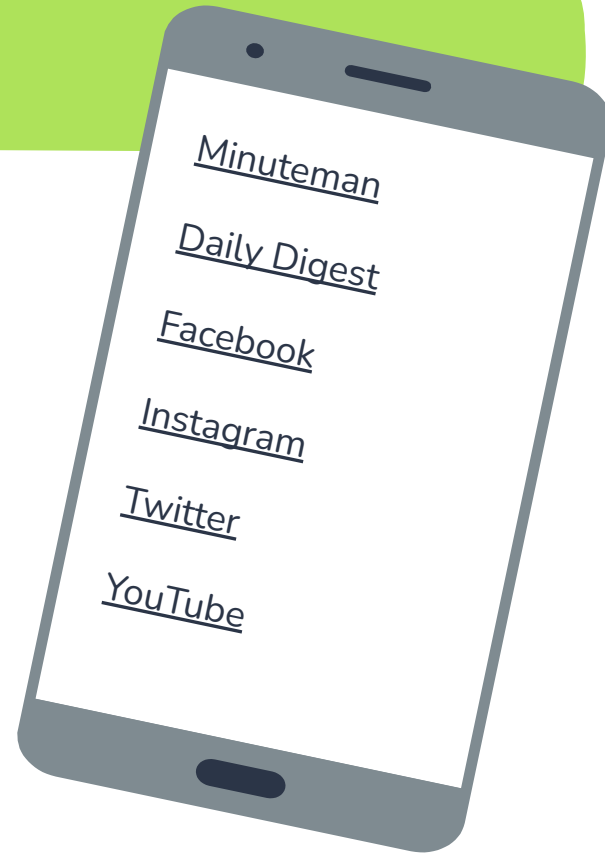 Minuteman
Daily Digest
Facebook
Instagram
Twitter
YouTube